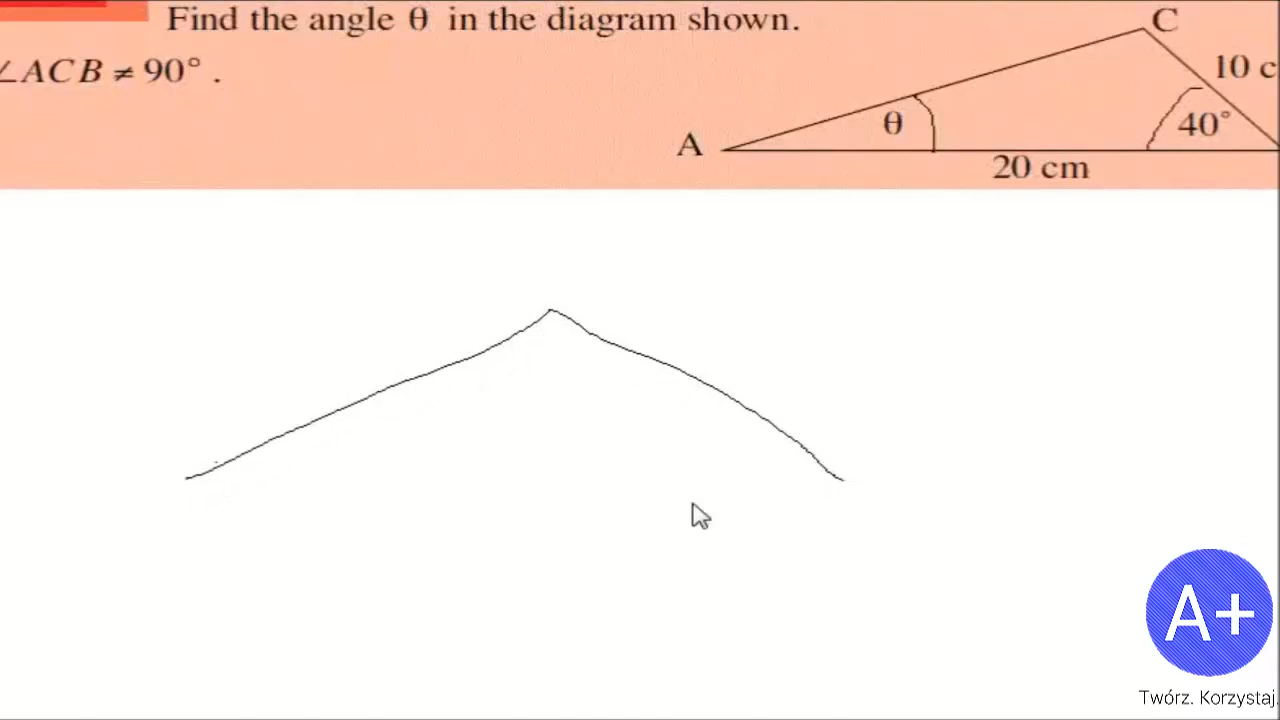 Find the angle θ in the diagram shown.
∠ACB ≠ 90° .
C
10 c
A
θ
40°
20 cm
A+
Twórz. Korzystaj.